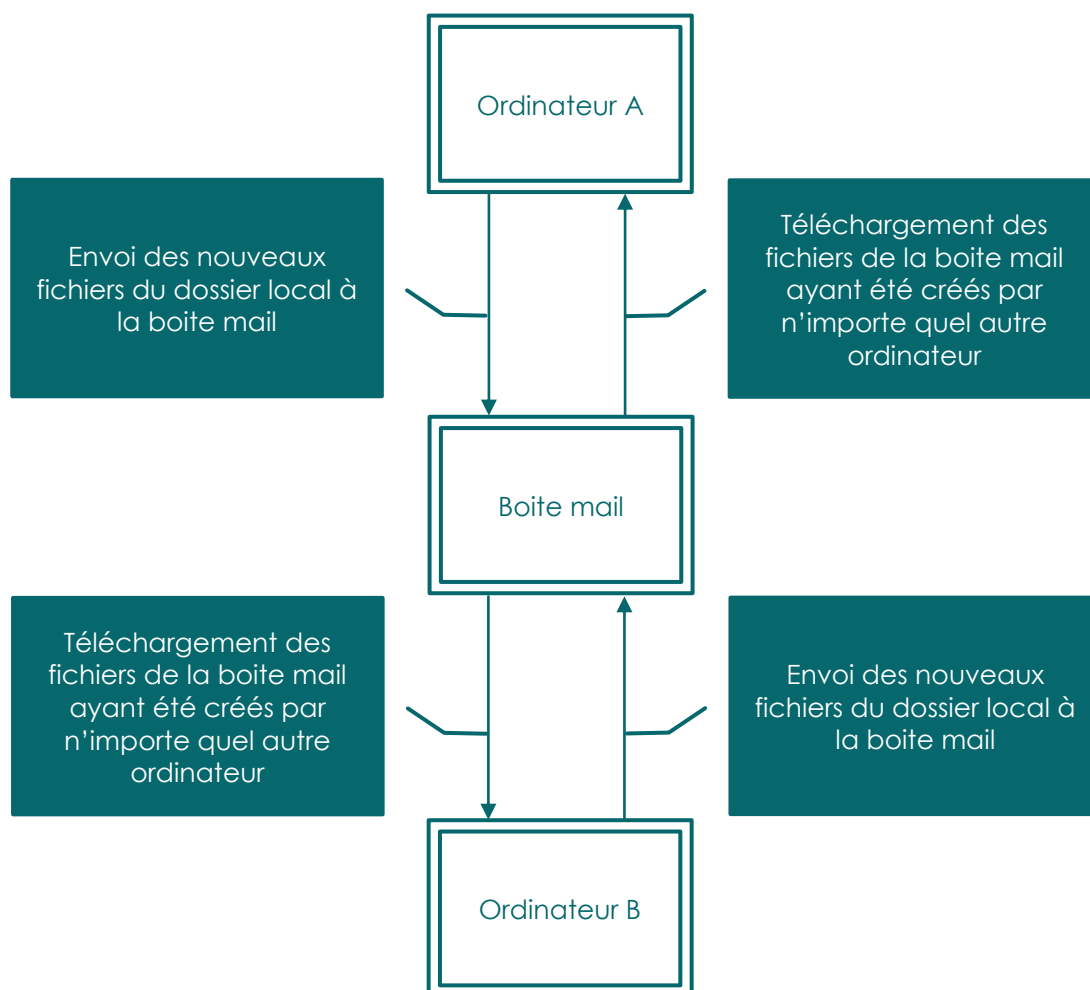 Ordinateur A
Envoi des nouveaux
fichiers du dossier local à
la boite mail
Téléchargement des
fichiers de la boite mail
ayant été créés par
n’importe quel autre
ordinateur
Boite mail
Téléchargement des
fichiers de la boite mail
ayant été créés par
n’importe quel autre
ordinateur
Envoi des nouveaux
fichiers du dossier local à
la boite mail
Ordinateur B